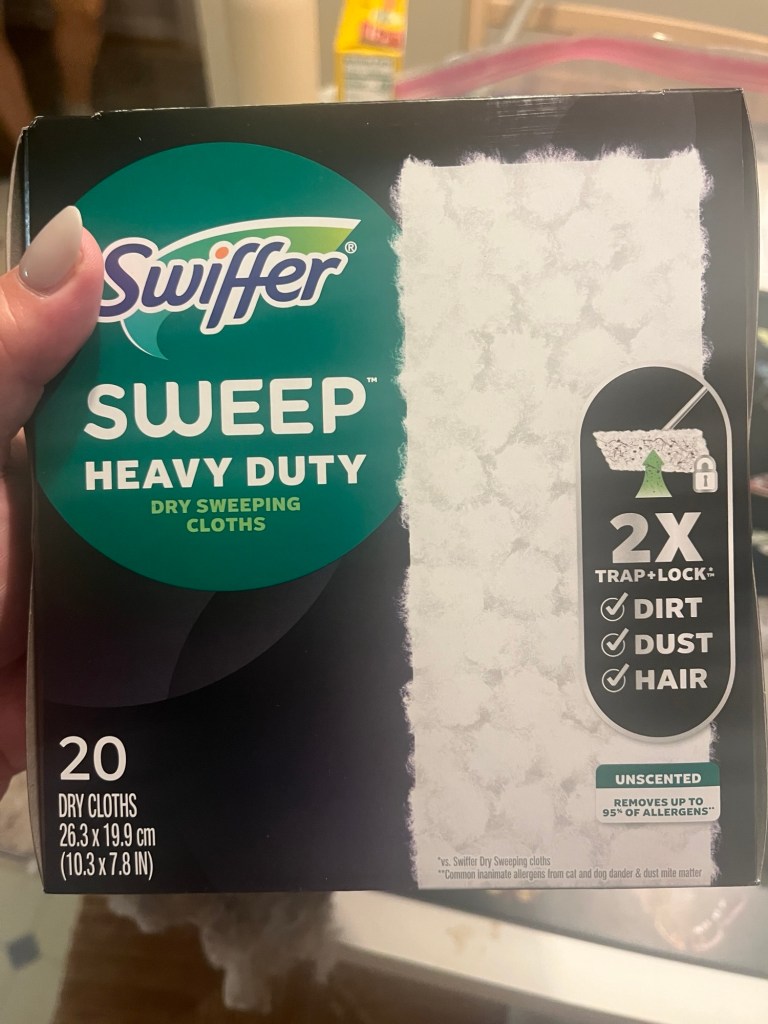 Swiffer®
SWEEP™
HEAVY DUTY
DRY SWEEPING
CLOTHS
2X
TRAP+LOCK*™
DIRT
DUST
HAIR
20
DRY CLOTHS
26.3 x 19.9 cm
(10.3 x 7.8 IN)
UNSCENTED
REMOVES UP TO
95% OF ALLERGENS**
*vs. Swiffer Dry Sweeping cloths
**Common inanimate allergens from cat and dog dander & dust mite matter